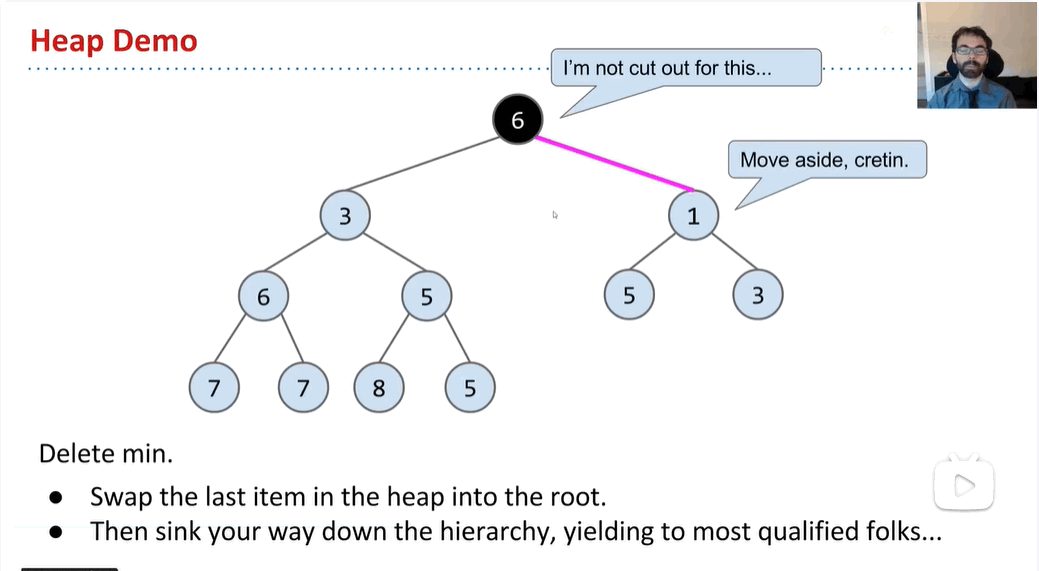 Heap Demo
I'm not cut out for this...
6
Move aside, cretin.
3
1
6
5
5
3
7
7
8
5
Delete min.
● Swap the last item in the heap into the root.
● Then sink your way down the hierarchy, yielding to most qualified folks...